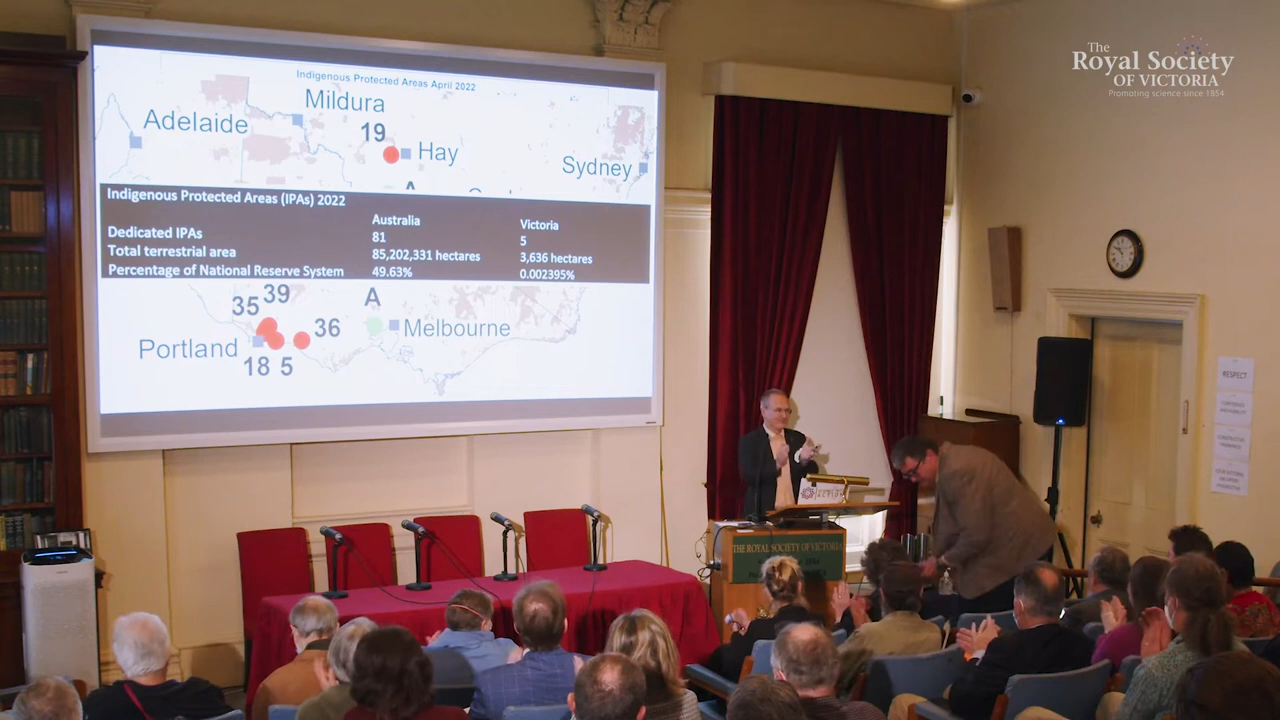 The
Royal Society
OF VICTORIA
Promoting science since 1854
Indigenous Protected Areas April 2022
Mildura
Adelaide
19
Hay
Sydney
Indigenous Protected Areas (IPAs) 2022
Australia Victoria
Dedicated IPAs 81 5
Total terrestrial area 85,202,331 hectares 3,636 hectares
Percentage of National Reserve System 49.63% 0.002395%
35 39 A
36
Melbourne
Portland
18 5
THE ROYAL SOCIETY OF VICTORIA
RESPECT